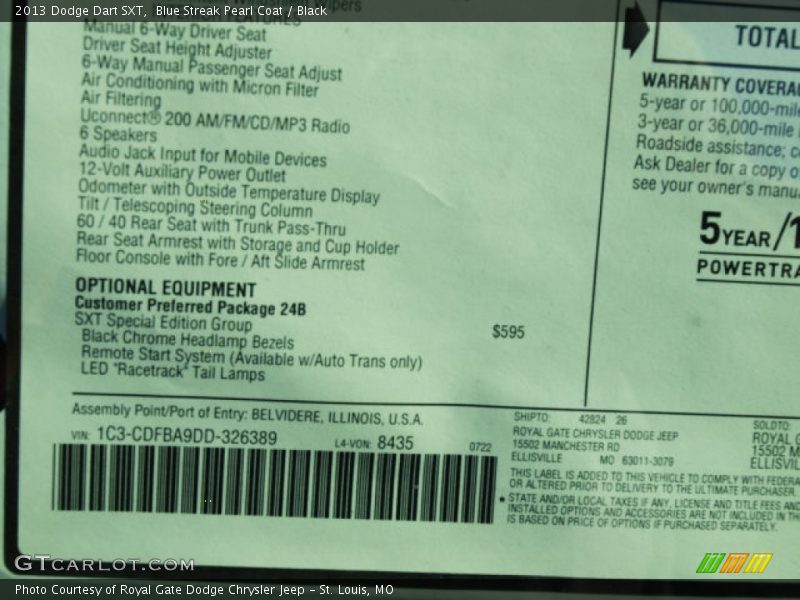 2013 Dodge Dart SXT,  Blue Streak Pearl Coat / Black
Wipers
FEATURES
Manual 6-Way Driver Seat
Driver Seat Height Adjuster
6-Way Manual Passenger Seat Adjust
Air Conditioning with Micron Filter
Air Filtering
Uconnect® 200 AM/FM/CD/MP3 Radio
6 Speakers
Audio Jack Input for Mobile Devices
12-Volt Auxiliary Power Outlet
Odometer with Outside Temperature Display
Tilt / Telescoping Steering Column
60 / 40 Rear Seat with Trunk Pass-Thru
Rear Seat Armrest with Storage and Cup Holder
Floor Console with Fore / Aft Slide Armrest
OPTIONAL EQUIPMENT
Customer Preferred Package 24B
SXT Special Edition Group $595
Black Chrome Headlamp Bezels
Remote Start System (Available w/Auto Trans only)
LED "Racetrack" Tail Lamps
Assembly Point/Port of Entry: BELVIDERE, ILLINOIS, U.S.A.
VIN: 1C3-CDFBA9DD-326389 L4-VON: 8435 0722
TOTAL
WARRANTY COVERA
5-year or 100,000-mile
3-year or 36,000-mile
Roadside assistance;
Ask Dealer for a copy o
see your owner's manu
5YEAR/1
POWERTRA
SHIPTO: 42824 26
ROYAL GATE CHRYSLER DODGE JEEP
15502 MANCHESTER RD
ELLISVILLE MO 63011-3079
SOLDTO:
ROYAL G
15502 M
ELLISVI
THIS LABEL IS ADDED TO THIS VEHICLE TO COMPLY WITH FEDERA
OR ALTERED PRIOR TO DELIVERY TO THE ULTIMATE PURCHASER.
* STATE AND/OR LOCAL TAXES IF ANY, LICENSE AND TITLE FEES AND
INSTALLED OPTIONS AND ACCESSORIES ARE NOT INCLUDED IN TH
IS BASED ON PRICE OF OPTIONS IF PURCHASED SEPARATELY.
GTCARLOT.COM
Photo Courtesy of Royal Gate Dodge Chrysler Jeep - St. Louis, MO